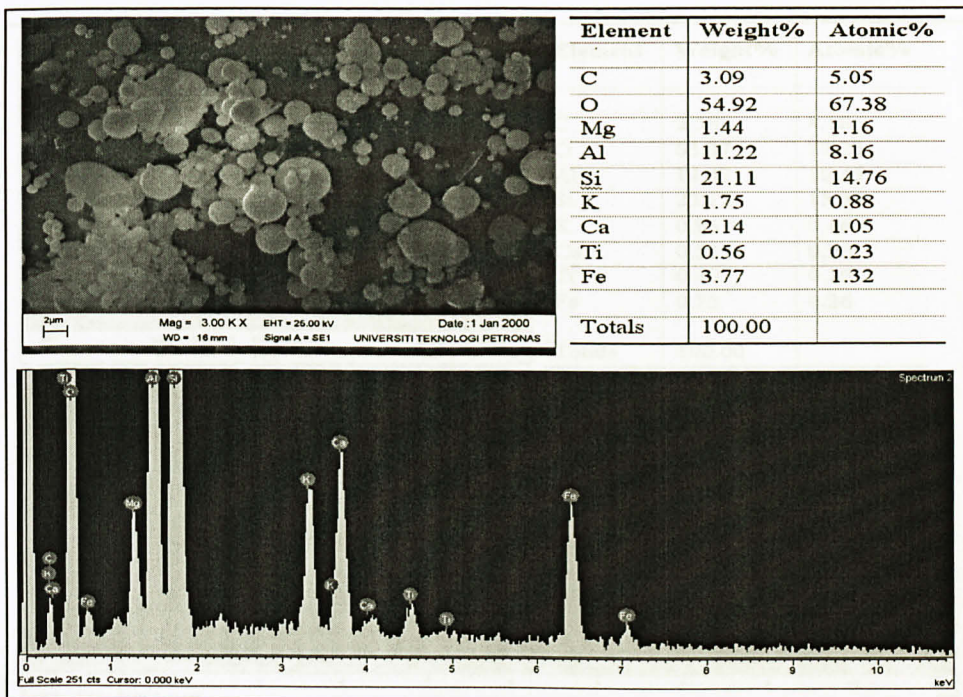 Element Weight% Atomic%
C 3.09 5.05
O 54.92 67.38
Mg 1.44 1.16
Al 11.22 8.16
Si 21.11 14.76
K 1.75 0.88
Ca 2.14 1.05
Ti 0.56 0.23
Fe 3.77 1.32
Totals 100.00
2µm
Mag = 3.00 K X EHT = 25.00 kV Date :1 Jan 2000
WD = 16 mm Signal A = SE1 UNIVERSITI TEKNOLOGI PETRONAS
Spectrum 2
Ti
O
Al
Si
Ca
K
Mg
Fe
C
K
Ca
Fe
K
Ca
Ti
Ti
Fe
0 1 2 3 4 5 6 7 8 9 10
Full Scale 251 cts Cursor: 0.000 keV keV